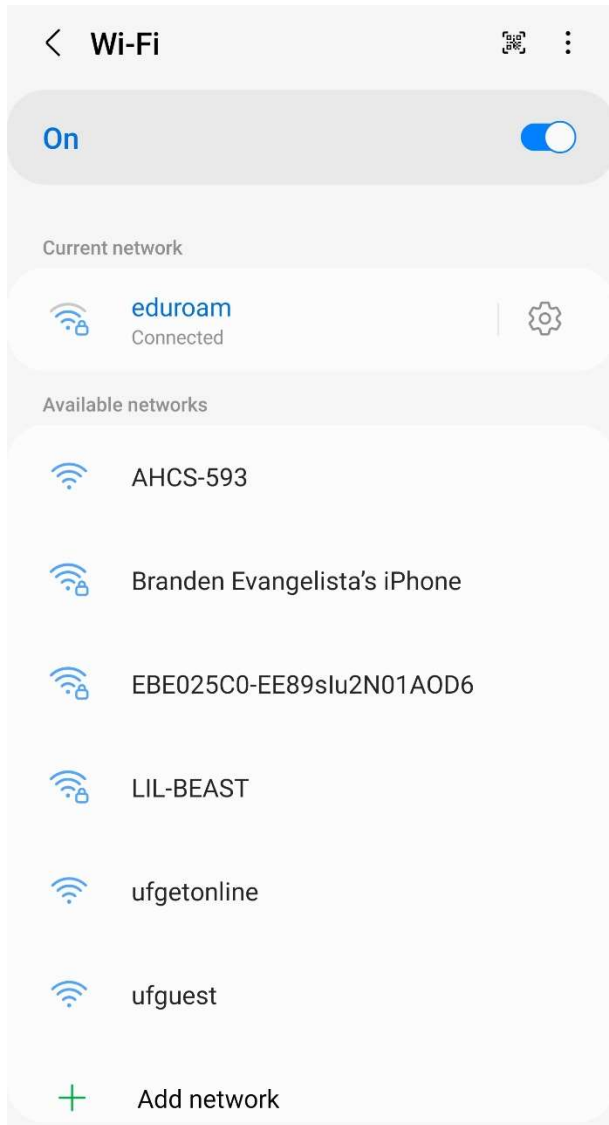 Wi-Fi
On
Current network
eduroam
Connected
Available networks
AHCS-593
Branden Evangelista’s iPhone
EBE025C0-EE89sIu2N01AOD6
LIL-BEAST
ufgetonline
ufguest
Add network